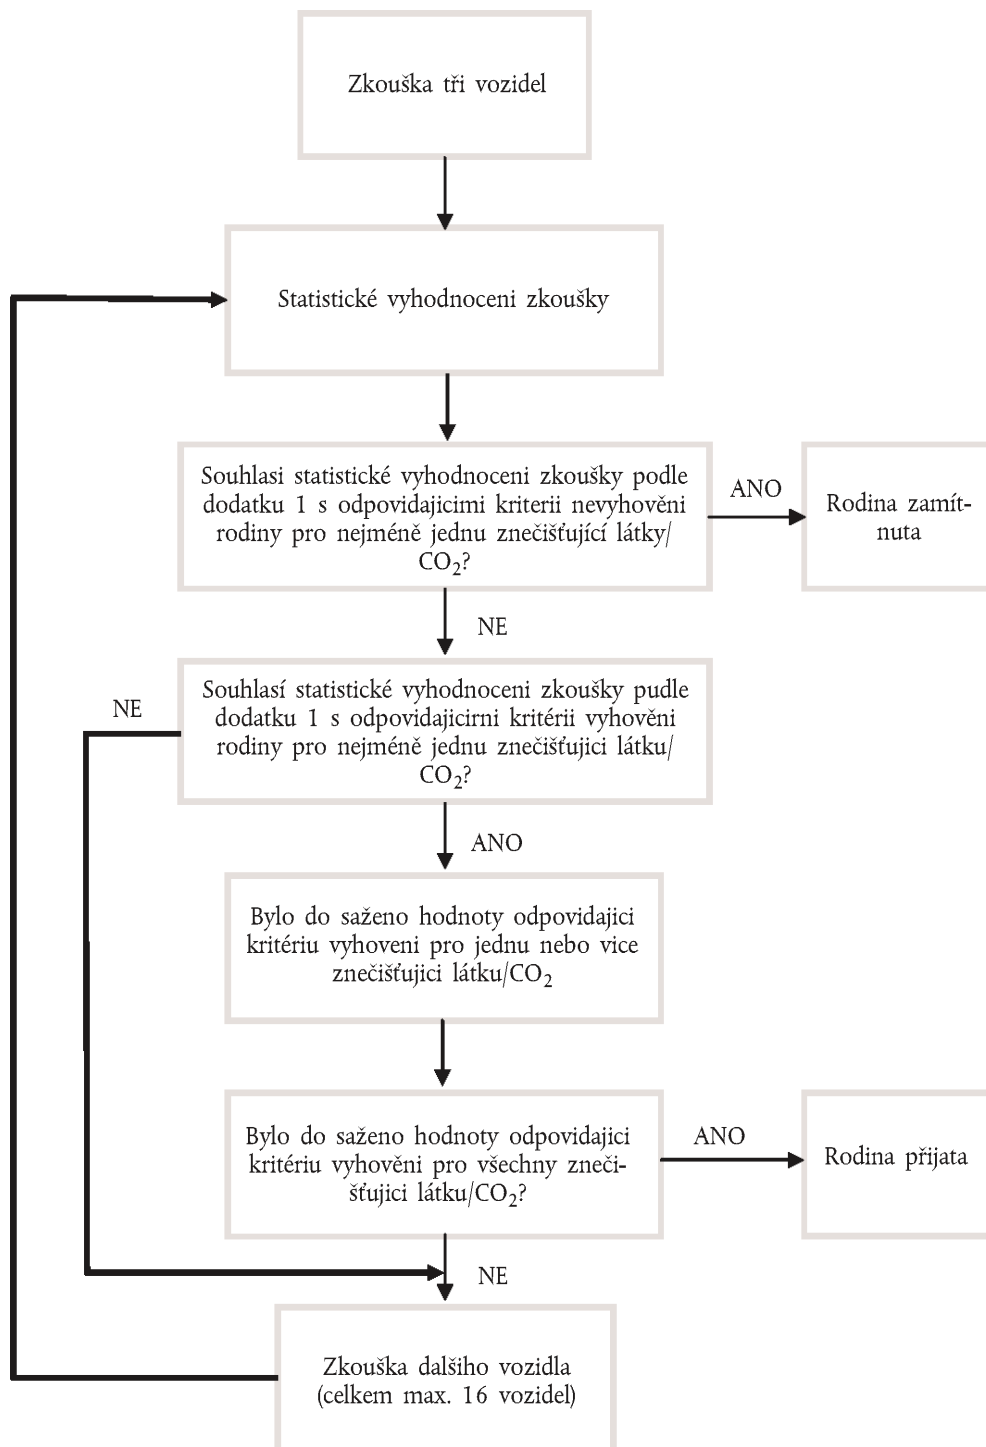 Zkouška tři vozidel
Statistické vyhodnoceni zkoušky
Souhlasi statistické vyhodnoceni zkoušky podle
dodatku 1 s odpovidajicimi kriterii nevyhověni
rodiny pro nejméně jednu znečišťující látky/
CO₂?
ANO
Rodina zamít-
nuta
NE
Souhlasí statistické vyhodnoceni zkoušky pudle
dodatku 1 s odpovidajicirni kritérii vyhověni
rodiny pro nejméně jednu znečišťujici látku/
CO₂?
NE
ANO
Bylo do saženo hodnoty odpovidajici
kritériu vyhoveni pro jednu nebo vice
znečišťujici látku/CO₂
Bylo do saženo hodnoty odpovidajici
kritériu vyhověni pro všechny zneči-
šťujici látku/CO₂?
ANO
Rodina přijata
NE
Zkouška dalšiho vozidla
(celkem max. 16 vozidel)